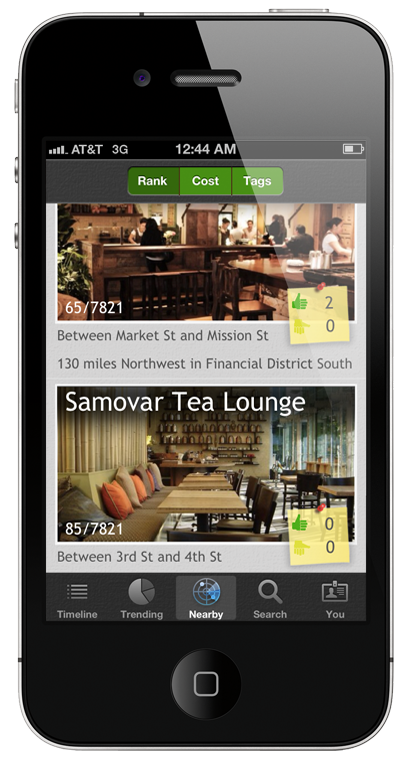 AT&T 3G 12:44 AM
Rank Cost Tags
65/7821
2
0
Between Market St and Mission St
130 miles Northwest in Financial District South
Samovar Tea Lounge
85/7821
0
0
Between 3rd St and 4th St
Timeline Trending Nearby Search You